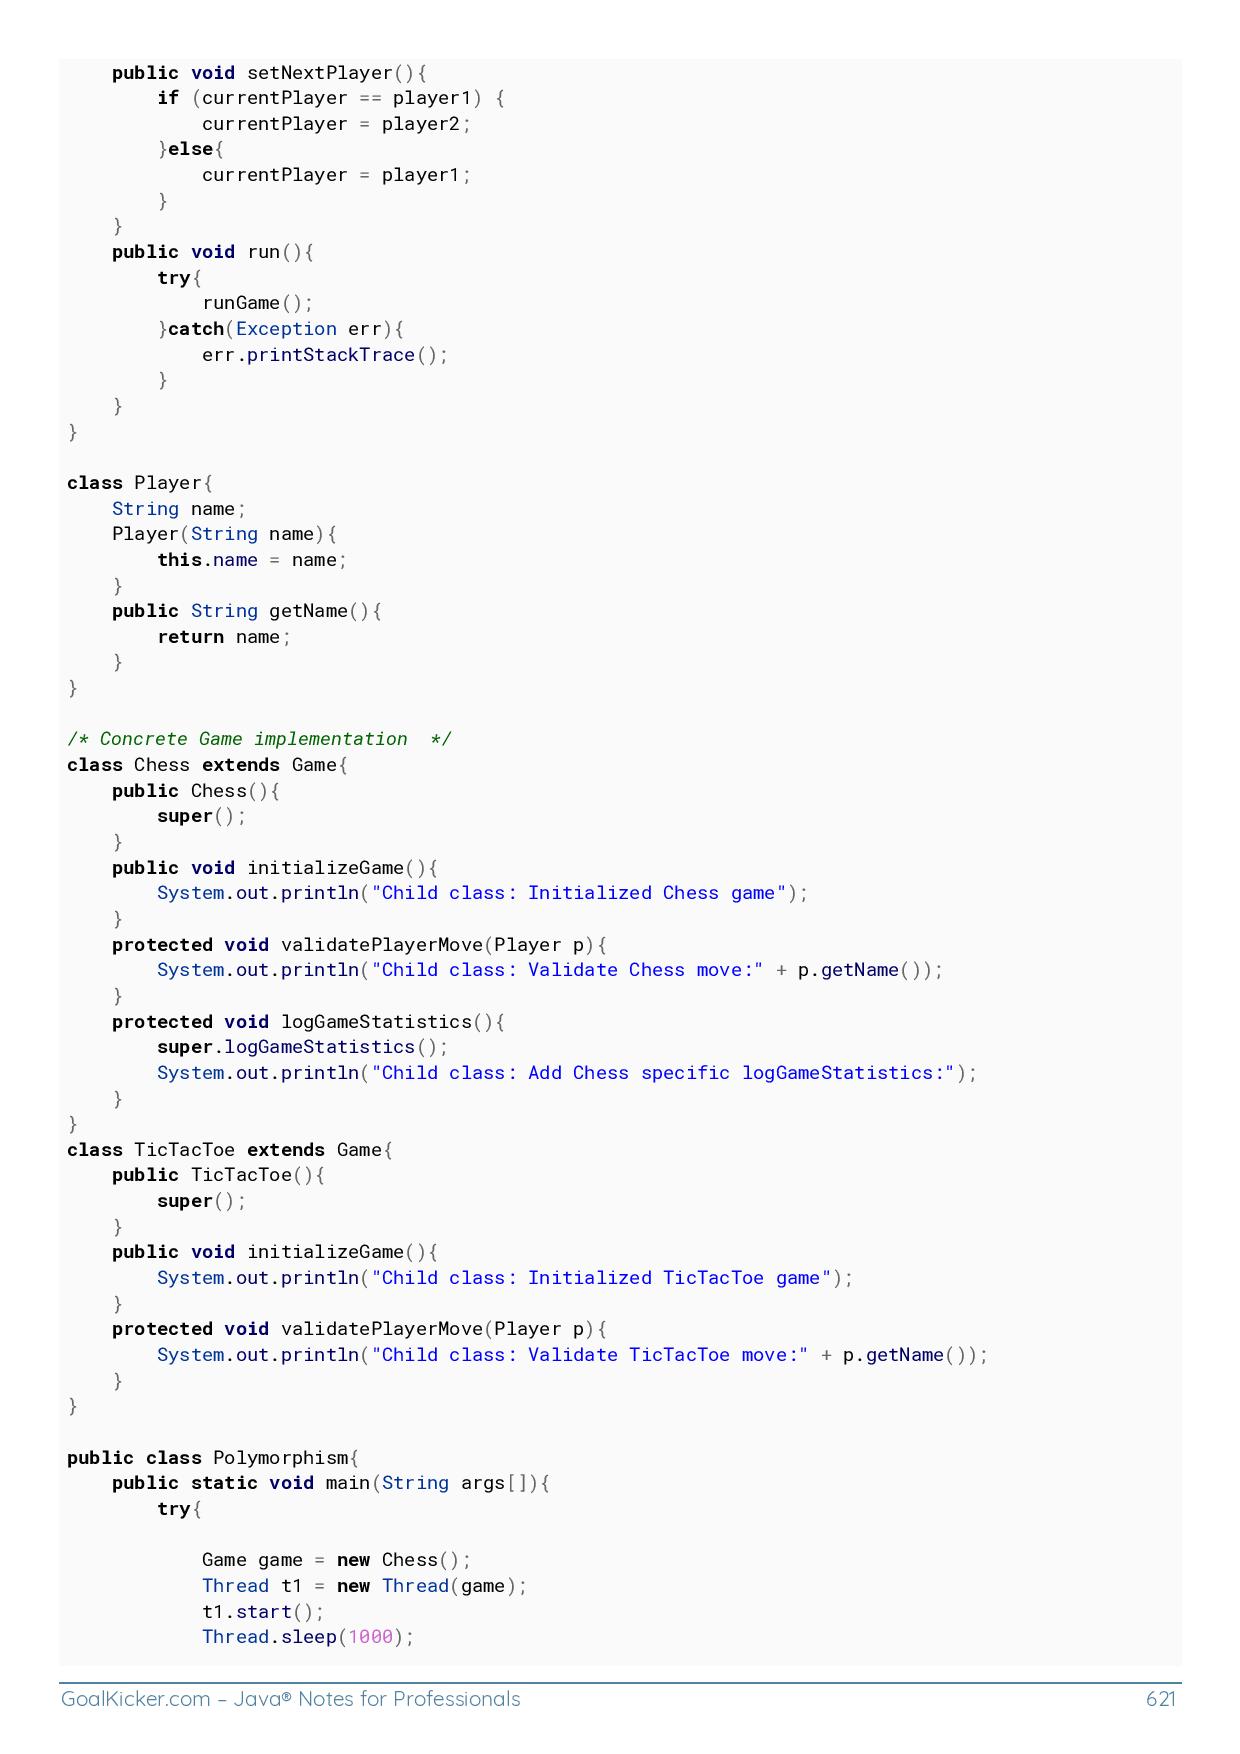 public void setNextPlayer(){
        if (currentPlayer == player1) {
            currentPlayer = player2;
        }else{
            currentPlayer = player1;
        }
    }
    public void run(){
        try{
            runGame();
        }catch(Exception err){
            err.printStackTrace();
        }
    }
}

class Player{
    String name;
    Player(String name){
        this.name = name;
    }
    public String getName(){
        return name;
    }
}

/* Concrete Game implementation  */
class Chess extends Game{
    public Chess(){
        super();
    }
    public void initializeGame(){
        System.out.println("Child class: Initialized Chess game");
    }
    protected void validatePlayerMove(Player p){
        System.out.println("Child class: Validate Chess move:" + p.getName());
    }
    protected void logGameStatistics(){
        super.logGameStatistics();
        System.out.println("Child class: Add Chess specific logGameStatistics:");
    }
}
class TicTacToe extends Game{
    public TicTacToe(){
        super();
    }
    public void initializeGame(){
        System.out.println("Child class: Initialized TicTacToe game");
    }
    protected void validatePlayerMove(Player p){
        System.out.println("Child class: Validate TicTacToe move:" + p.getName());
    }
}

public class Polymorphism{
    public static void main(String args[]){
        try{

            Game game = new Chess();
            Thread t1 = new Thread(game);
            t1.start();
            Thread.sleep(1000);
GoalKicker.com – Java® Notes for Professionals 621